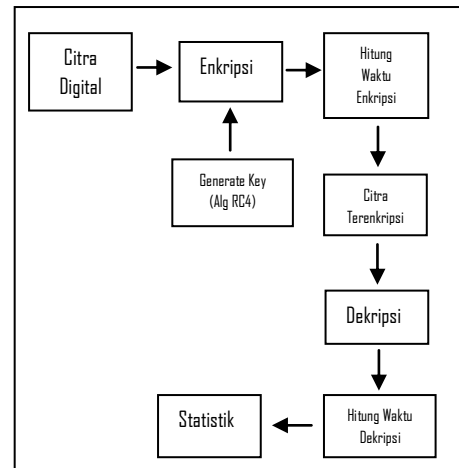 Citra
Digital
Enkripsi
Hitung
Waktu
Enkripsi
Generate Key
(Alg RC4)
Citra
Terenkripsi
Dekripsi
Hitung Waktu
Dekripsi
Statistik